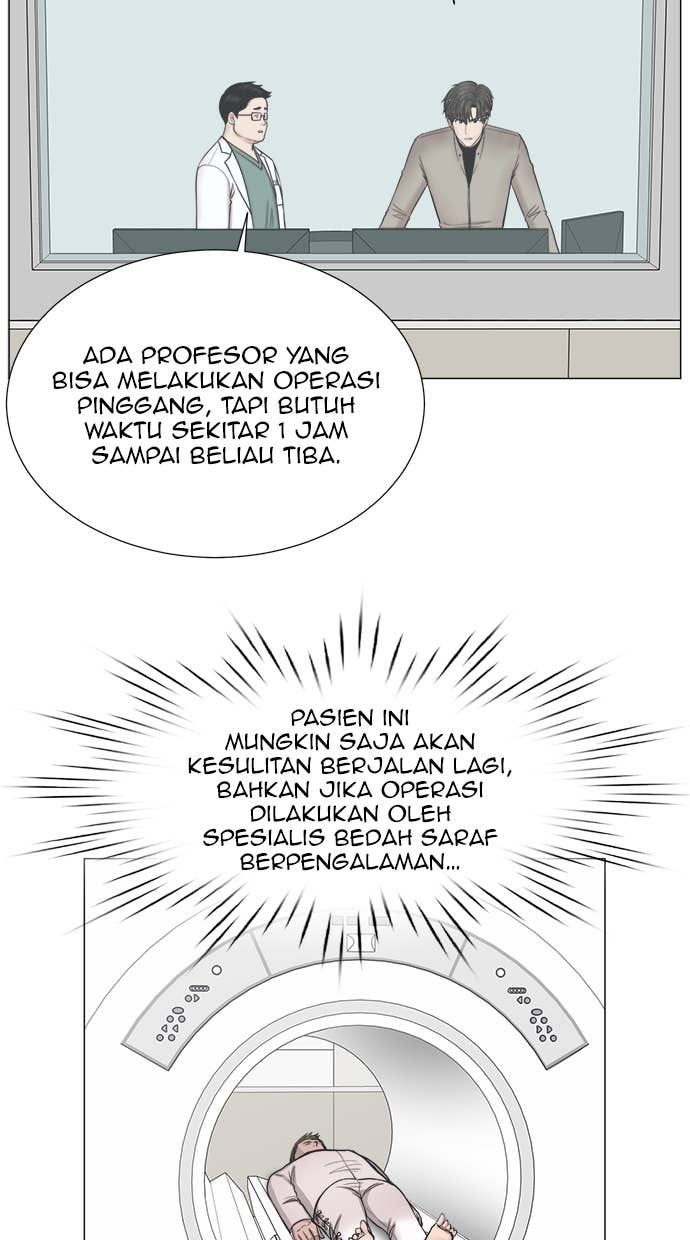 ADA PROFESOR YANG
BISA MELAKUKAN OPERASI
PINGGANG, TAPI BUTUH
WAKTU SEKITAR 1 JAM
SAMPAI BELIAU TIBA.
PASIEN INI
MUNGKIN SAJA AKAN
KESULITAN BERJALAN LAGI,
BAHKAN JIKA OPERASI
DILAKUKAN OLEH
SPESIALIS BEDAH SARAF
BERPENGALAMAN...